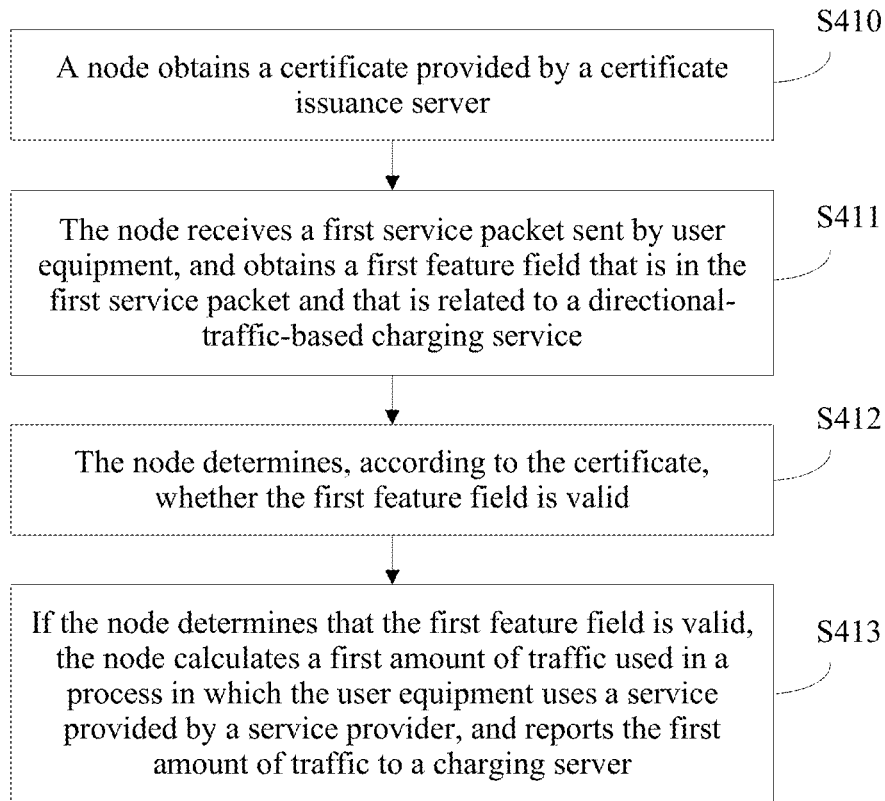 S410
A node obtains a certificate provided by a certificate
issuance server
S411
The node receives a first service packet sent by user
equipment, and obtains a first feature field that is in the
first service packet and that is related to a directional-
traffic-based charging service
S412
The node determines, according to the certificate,
whether the first feature field is valid
S413
If the node determines that the first feature field is valid,
the node calculates a first amount of traffic used in a
process in which the user equipment uses a service
provided by a service provider, and reports the first
amount of traffic to a charging server